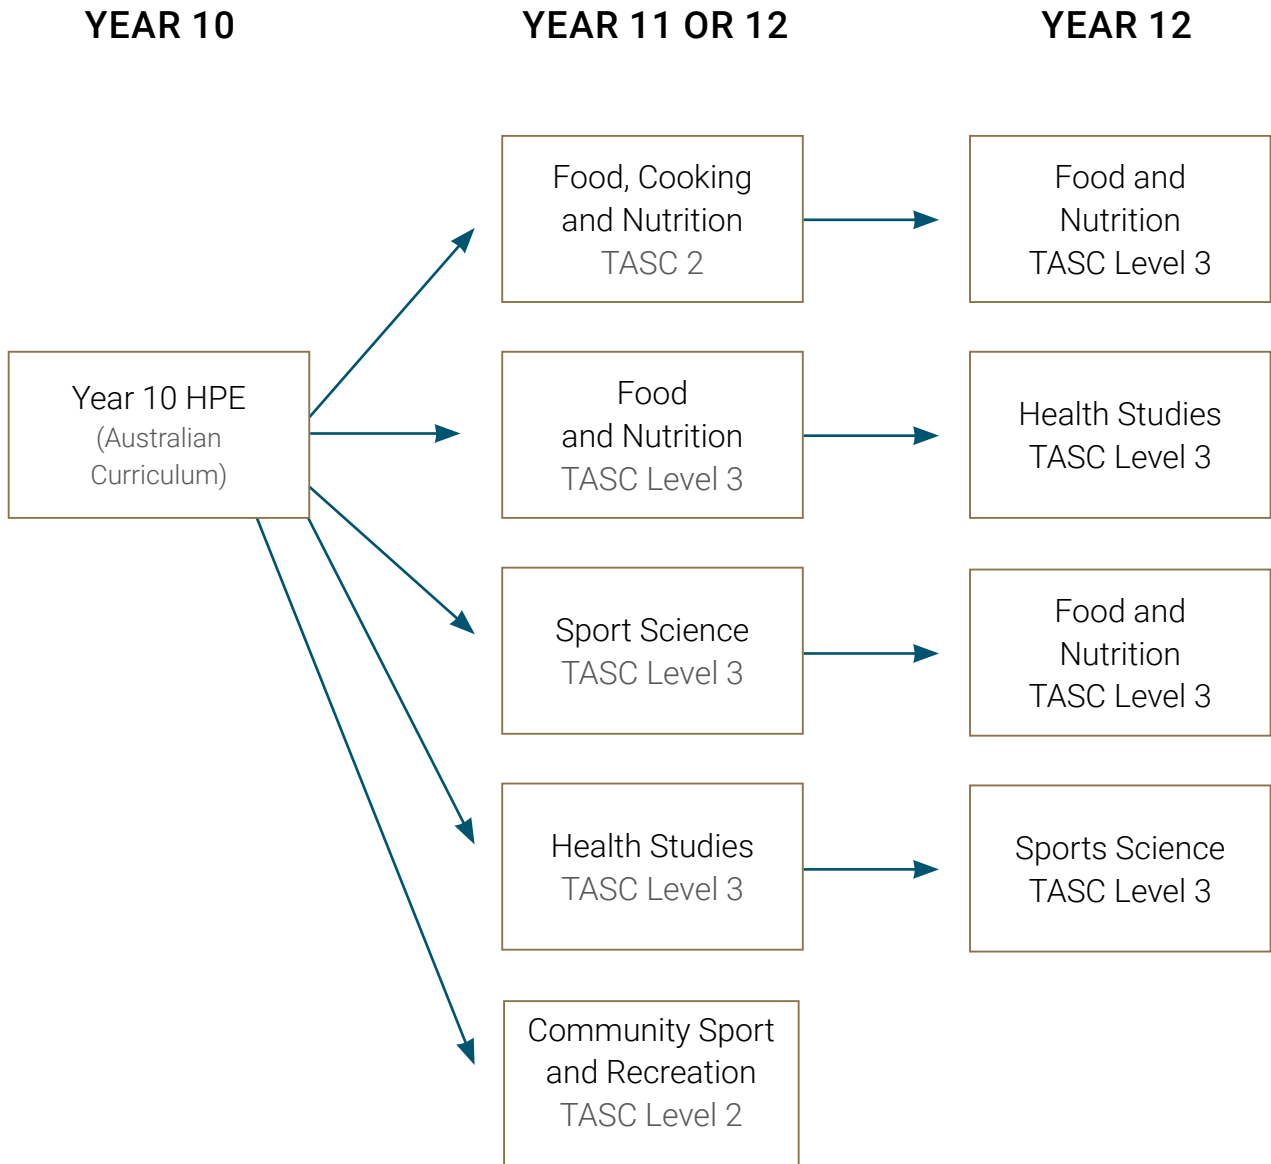 YEAR 10
YEAR 11 OR 12
YEAR 12
Year 10 HPE
(Australian
Curriculum)
Food, Cooking
and Nutrition
TASC 2
Food
and Nutrition
TASC Level 3
Sport Science
TASC Level 3
Health Studies
TASC Level 3
Community Sport
and Recreation
TASC Level 2
Food and
Nutrition
TASC Level 3
Health Studies
TASC Level 3
Food and
Nutrition
TASC Level 3
Sports Science
TASC Level 3